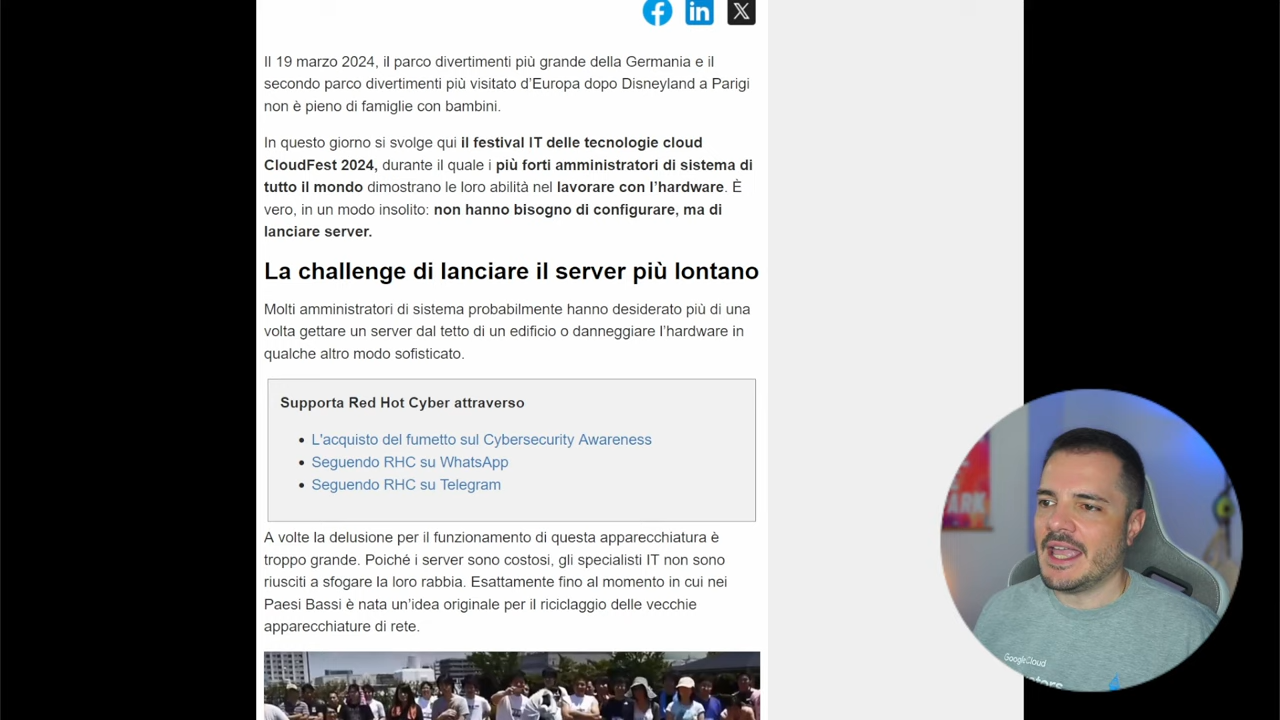 Il 19 marzo 2024, il parco divertimenti più grande della Germania e il
secondo parco divertimenti più visitato d'Europa dopo Disneyland a Parigi
non è pieno di famiglie con bambini.
In questo giorno si svolge qui il festival IT delle tecnologie cloud
CloudFest 2024, durante il quale i più forti amministratori di sistema di
tutto il mondo dimostrano le loro abilità nel lavorare con l'hardware. È
vero, in un modo insolito: non hanno bisogno di configurare, ma di
lanciare server.
La challenge di lanciare il server più lontano
Molti amministratori di sistema probabilmente hanno desiderato più di una
volta gettare un server dal tetto di un edificio o danneggiare l'hardware in
qualche altro modo sofisticato.
Supporta Red Hot Cyber attraverso
• L'acquisto del fumetto sul Cybersecurity Awareness
• Seguendo RHC su WhatsApp
• Seguendo RHC su Telegram
A volte la delusione per il funzionamento di questa apparecchiatura è
troppo grande. Poiché i server sono costosi, gli specialisti IT non sono
riusciti a sfogare la loro rabbia. Esattamente fino al momento in cui nei
Paesi Bassi è nata un'idea originale per il riciclaggio delle vecchie
apparecchiature di rete.
GoogleCloud